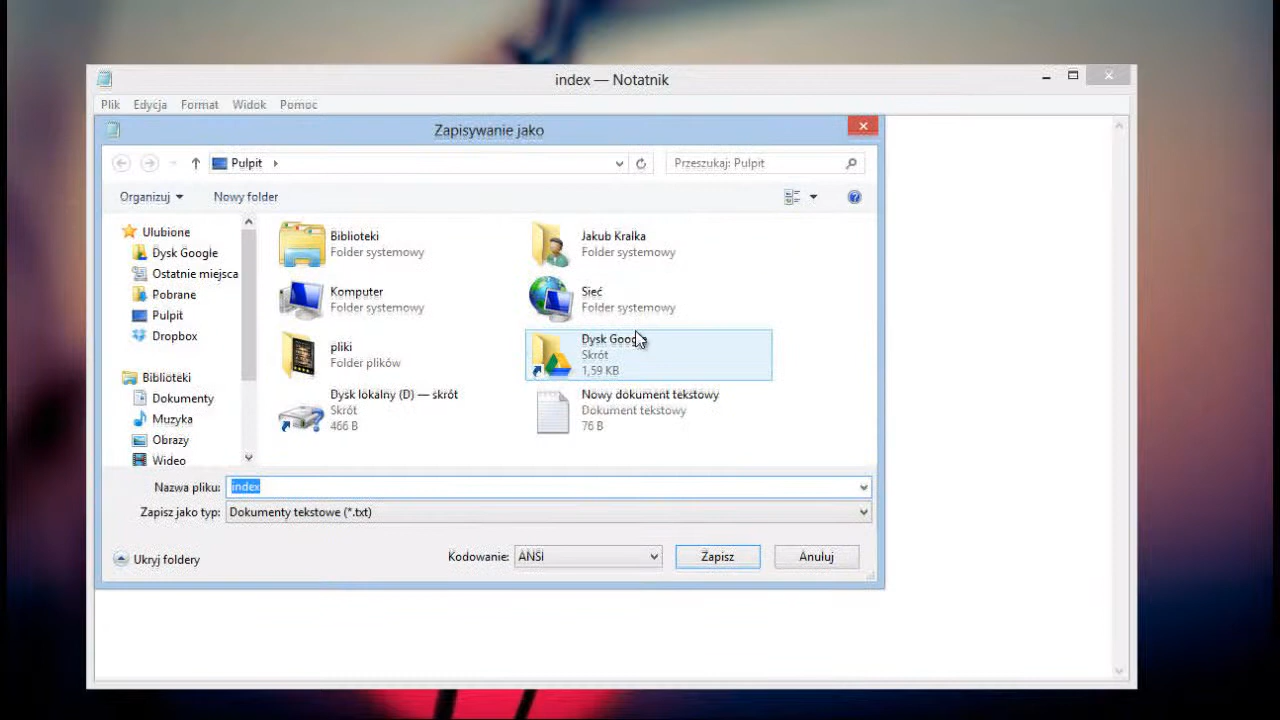 index — Notatnik
Plik Edycja Format Widok Pomoc
Zapisywanie jako
Pulpit
Przeszukaj: Pulpit
Organizuj Nowy folder
Ulubione
Dysk Google
Ostatnie miejsca
Pobrane
Pulpit
Dropbox
Biblioteki
Dokumenty
Muzyka
Obrazy
Wideo
Biblioteki
Folder systemowy
Jakub Kralka
Folder systemowy
Komputer
Folder systemowy
Sieć
Folder systemowy
pliki
Folder plików
Dysk Google
Skrót
1,59 KB
Dysk lokalny (D) — skrót
Skrót
466 B
Nowy dokument tekstowy
Dokument tekstowy
76 B
Nazwa pliku: index
Zapisz jako typ: Dokumenty tekstowe (*.txt)
Ukryj foldery
Kodowanie: ANSI
Zapisz
Anuluj